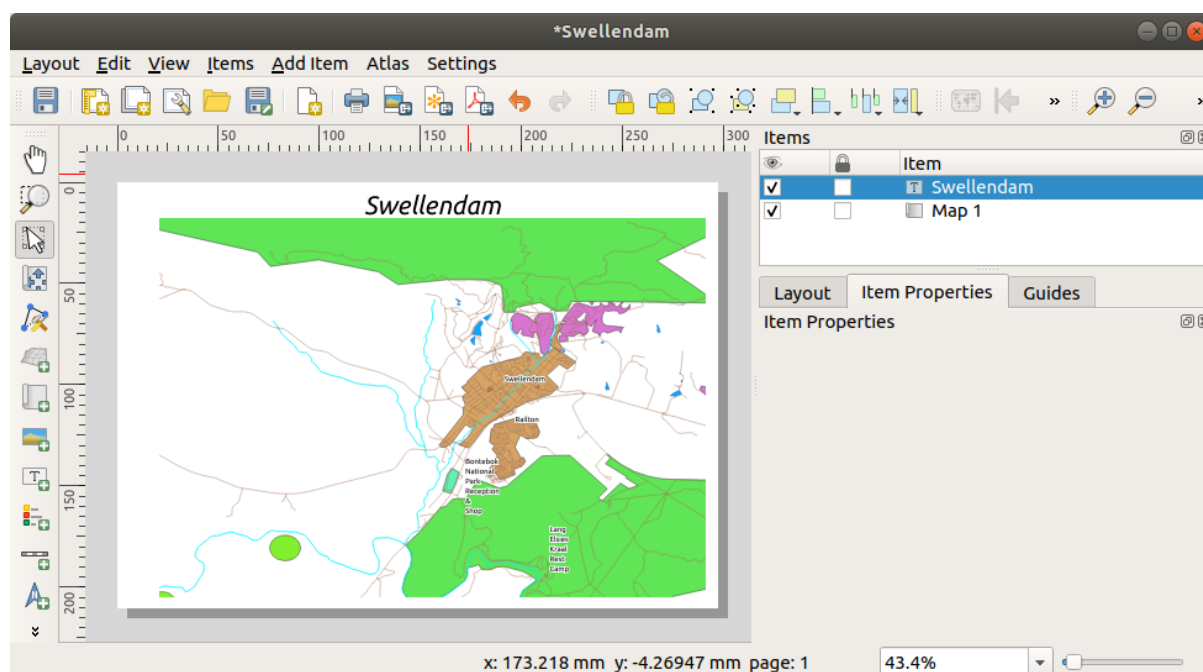 *Swellendam
Layout Edit View Items Add Item Atlas Settings
0 50 100 150 200 250 300
0
50
100
150
200
Swellendam
Swellendam
Railton
Bontebok
National
Park
Reception
&
Shop
Lang
Elsies
Kraal
Rest
Camp
Items
Item
Swellendam
Map 1
Layout Item Properties Guides
Item Properties
x: 173.218 mm y: -4.26947 mm page: 1 43.4%